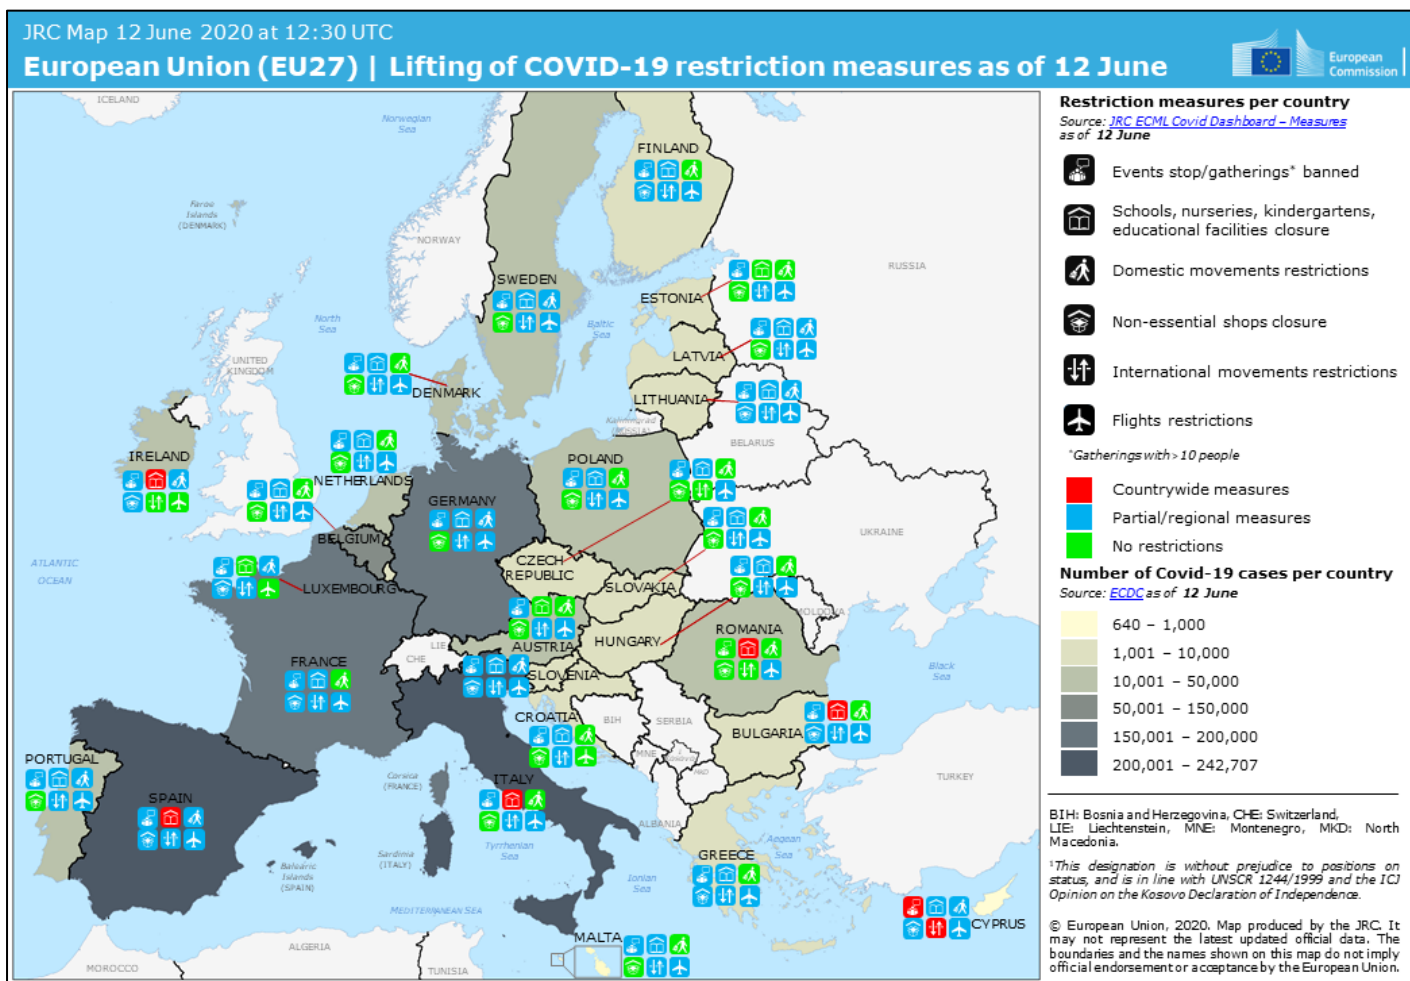 JRC Map 12 June 2020 at 12:30 UTC
European Union (EU27) | Lifting of COVID-19 restriction measures as of 12 June
European
Commission
ICELAND
Norwegian
Sea
FINLAND
Faroe
Islands
(DENMARK)
NORWAY
RUSSIA
SWEDEN
ESTONIA
North
Sea
Baltic
Sea
UNITED
KINGDOM
LATVIA
DENMARK
LITHUANIA
Kaliningrad
(RUSSIA)
BELARUS
IRELAND
POLAND
NETHERLANDS
GERMANY
UKRAINE
BELGIUM
ATLANTIC
OCEAN
CZECH
REPUBLIC
SLOVAKIA
LUXEMBOURG
MOLDOVA
ROMANIA
HUNGARY
AUSTRIA
LIE
CHE
FRANCE
SLOVENIA
Black
Sea
CROATIA
BIH
SERBIA
BULGARIA
MNE
Kosovo
MKD
PORTUGAL
Corsica
(FRANCE)
ITALY
TURKEY
SPAIN
ALBANIA
Tyrrhenian
Sea
Aegean
Sea
Sardinia
(ITALY)
Balearic
Islands
(SPAIN)
GREECE
Ionian
Sea
MEDITERRANEAN SEA
CYPRUS
MALTA
ALGERIA
MOROCCO
TUNISIA
Restriction measures per country
Source: JRC ECML Covid Dashboard – Measures
as of 12 June
Events stop/gatherings* banned
Schools, nurseries, kindergartens,
educational facilities closure
Domestic movements restrictions
Non-essential shops closure
International movements restrictions
Flights restrictions
*Gatherings with > 10 people
Countrywide measures
Partial/regional measures
No restrictions
Number of Covid-19 cases per country
Source: ECDC as of 12 June
640 – 1,000
1,001 – 10,000
10,001 – 50,000
50,001 – 150,000
150,001 – 200,000
200,001 – 242,707
BIH: Bosnia and Herzegovina, CHE: Switzerland,
LIE: Liechtenstein, MNE: Montenegro, MKD: North
Macedonia.
¹This designation is without prejudice to positions on
status, and is in line with UNSCR 1244/1999 and the ICJ
Opinion on the Kosovo Declaration of Independence.
© European Union, 2020. Map produced by the JRC. It
may not represent the latest updated official data. The
boundaries and the names shown on this map do not imply
official endorsement or acceptance by the European Union.